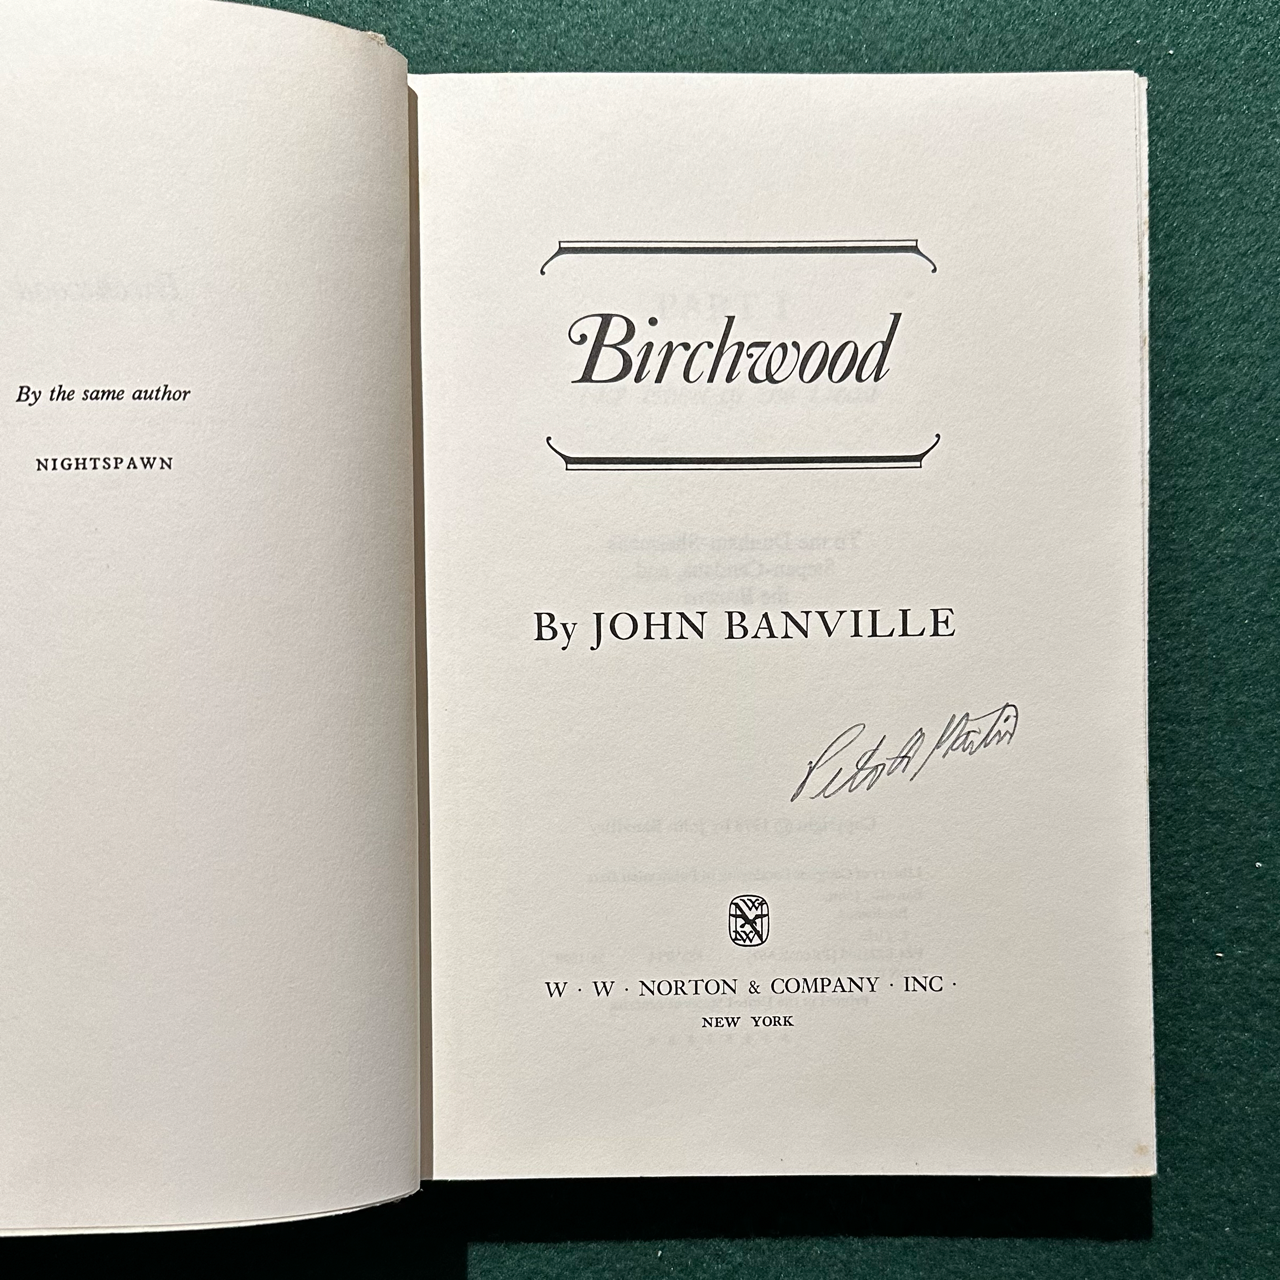 By the same author
NIGHTSPAWN
Birchwood
By JOHN BANVILLE
W · W · NORTON & COMPANY · INC ·
NEW YORK